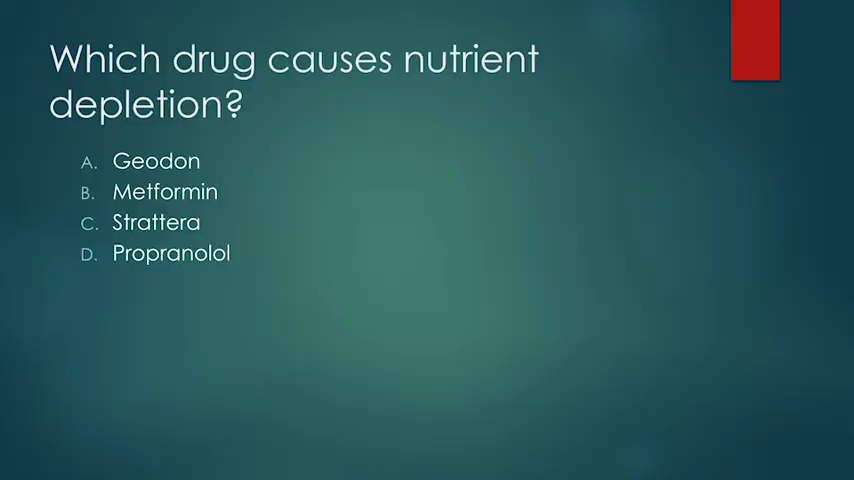 Which drug causes nutrient
depletion?
A. Geodon
B. Metformin
C. Strattera
D. Propranolol